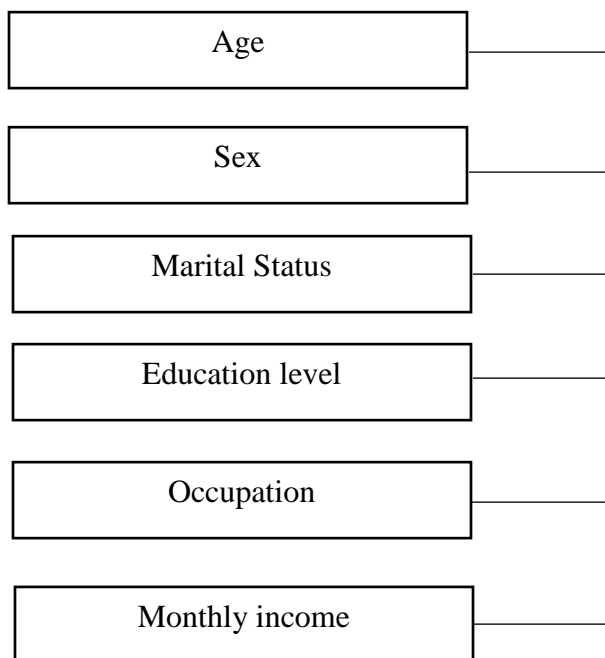 Age
Sex
Marital Status
Education level
Occupation
Monthly income